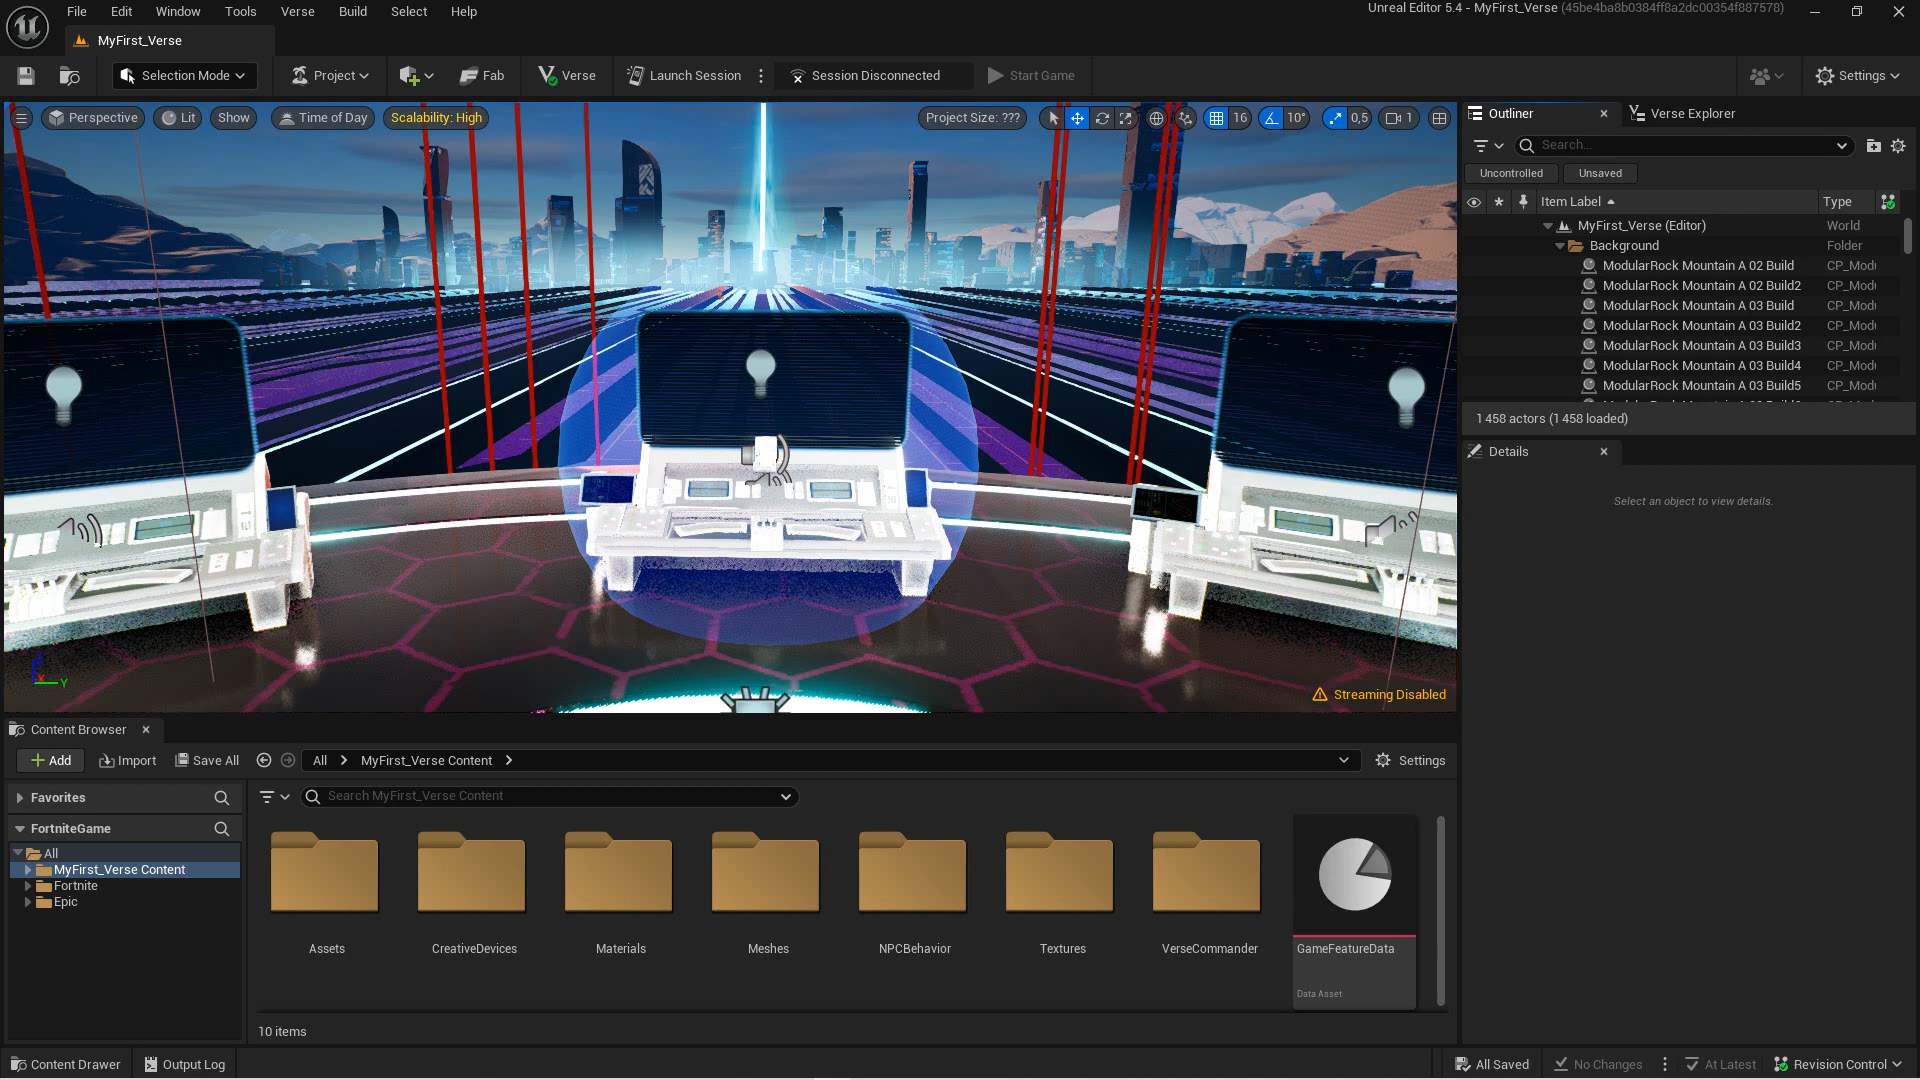 File Edit Window Tools Verse Build Select Help
Unreal Editor 5.4 - MyFirst_Verse (45be4ba8b0384ff8a2dc00354f887578)
MyFirst_Verse
Selection Mode Project Fab Verse Launch Session Session Disconnected Start Game Settings
Perspective Lit Show Time of Day Scalability: High Project Size: ??? 16 10° 0,5 1
Streaming Disabled
Y
Outliner Verse Explorer
Search...
Uncontrolled Unsaved
Item Label Type
MyFirst_Verse (Editor) World
Background Folder
ModularRock Mountain A 02 Build CP_Modu
ModularRock Mountain A 02 Build2 CP_Modu
ModularRock Mountain A 03 Build CP_Modu
ModularRock Mountain A 03 Build2 CP_Modu
ModularRock Mountain A 03 Build3 CP_Modu
ModularRock Mountain A 03 Build4 CP_Modu
ModularRock Mountain A 03 Build5 CP_Modu
1 458 actors (1 458 loaded)
Details
Select an object to view details.
Content Browser
Add Import Save All All MyFirst_Verse Content Settings
Favorites
FortniteGame
All
MyFirst_Verse Content
Fortnite
Epic
Search MyFirst_Verse Content
Assets CreativeDevices Materials Meshes NPCBehavior Textures VerseCommander GameFeatureData
Data Asset
10 items
Content Drawer Output Log All Saved No Changes At Latest Revision Control